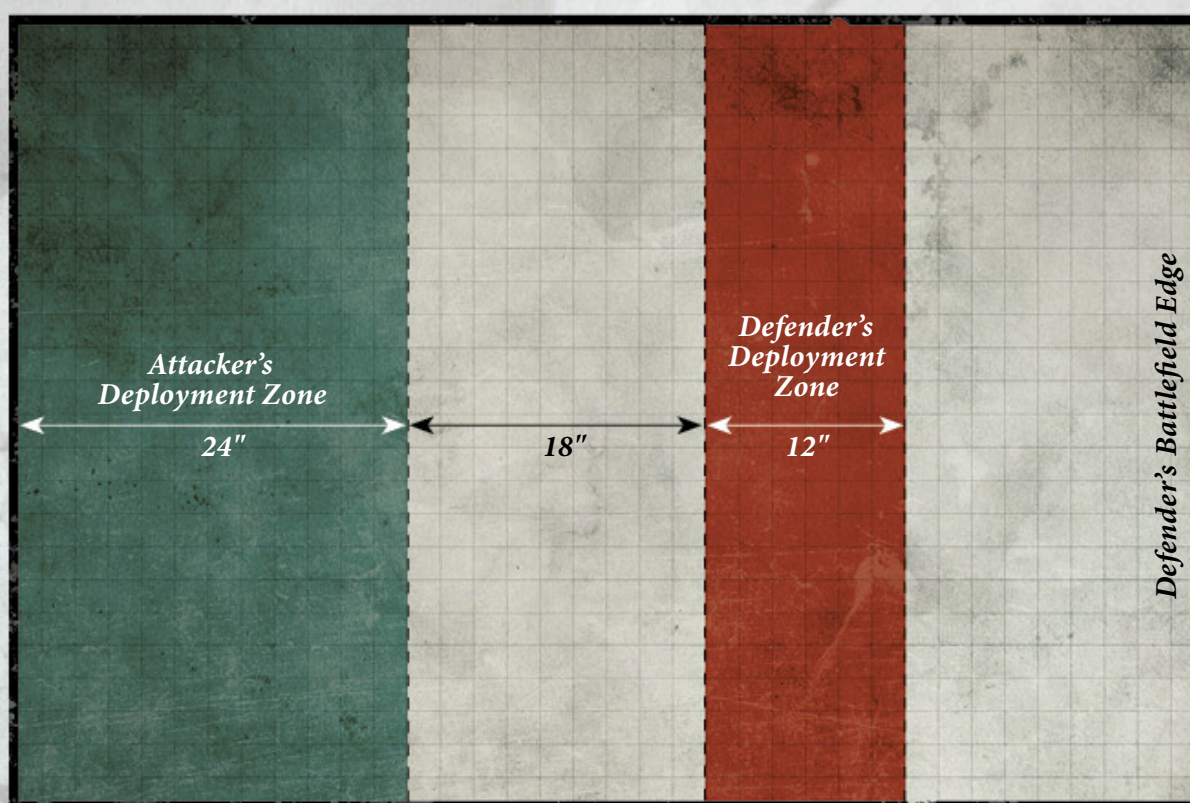 Attacker’s
Deployment Zone
24"
18"
Defender’s
Deployment
Zone
12"
Defender’s Battlefield Edge